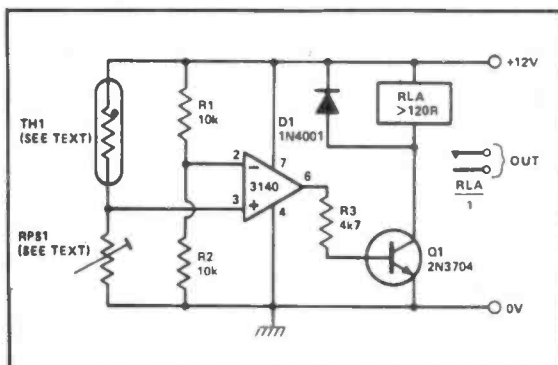 +12V
R1
10k
TH1
(SEE TEXT)
D1
1N4001
RLA
>120R
2
7
3140
6
3
4
OUT
RLA
1
R3
4k7
RPS1
(SEE TEXT)
R2
10k
Q1
2N3704
0V